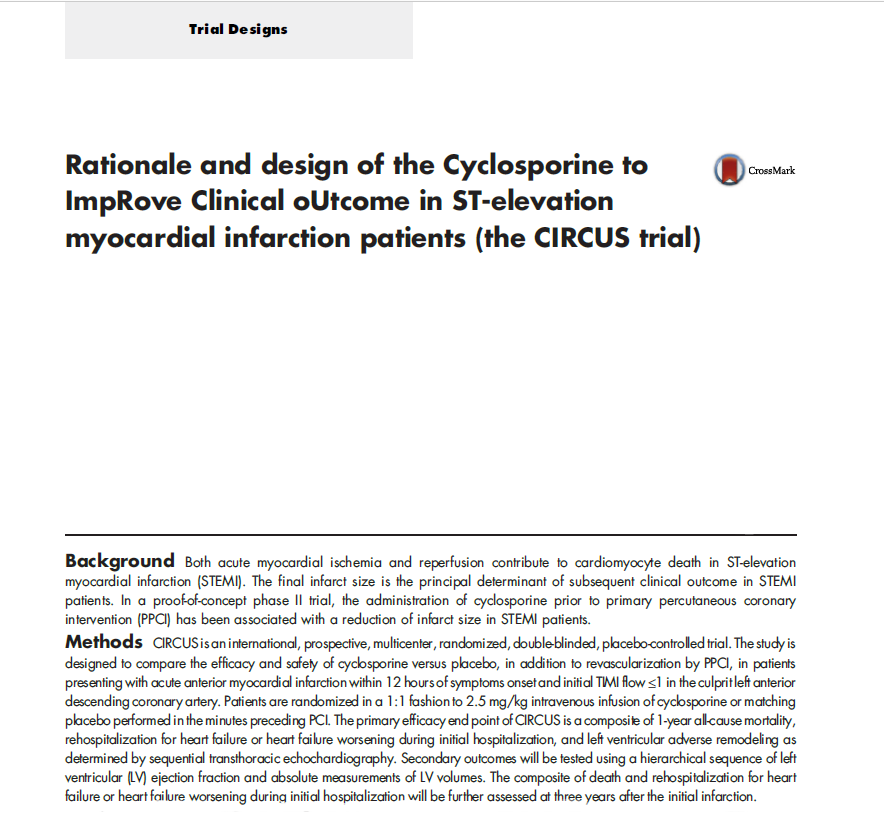 Trial Designs
Rationale and design of the Cyclosporine to
ImpRove Clinical oUtcome in ST-elevation
myocardial infarction patients (the CIRCUS trial)
CrossMark
Background Both acute myocardial ischemia and reperfusion contribute to cardiomyocyte death in ST-elevation
myocardial infarction (STEMI). The final infarct size is the principal determinant of subsequent clinical outcome in STEMI
patients. In a proof-of-concept phase II trial, the administration of cyclosporine prior to primary percutaneous coronary
intervention (PPCI) has been associated with a reduction of infarct size in STEMI patients.
Methods CIRCUS is an international, prospective, multicenter, randomized, double-blinded, placebo-controlled trial. The study is
designed to compare the efficacy and safety of cyclosporine versus placebo, in addition to revascularization by PPCI, in patients
presenting with acute anterior myocardial infarction within 12 hours of symptoms onset and initial TIMI flow ≤1 in the culprit left anterior
descending coronary artery. Patients are randomized in a 1:1 fashion to 2.5 mg/kg intravenous infusion of cyclosporine or matching
placebo performed in the minutes preceding PCI. The primary efficacy end point of CIRCUS is a composite of 1-year all-cause mortality,
rehospitalization for heart failure or heart failure worsening during initial hospitalization, and left ventricular adverse remodeling as
determined by sequential transthoracic echocardiography. Secondary outcomes will be tested using a hierarchical sequence of left
ventricular (LV) ejection fraction and absolute measurements of LV volumes. The composite of death and rehospitalization for heart
failure or heart failure worsening during initial hospitalization will be further assessed at three years after the initial infarction.